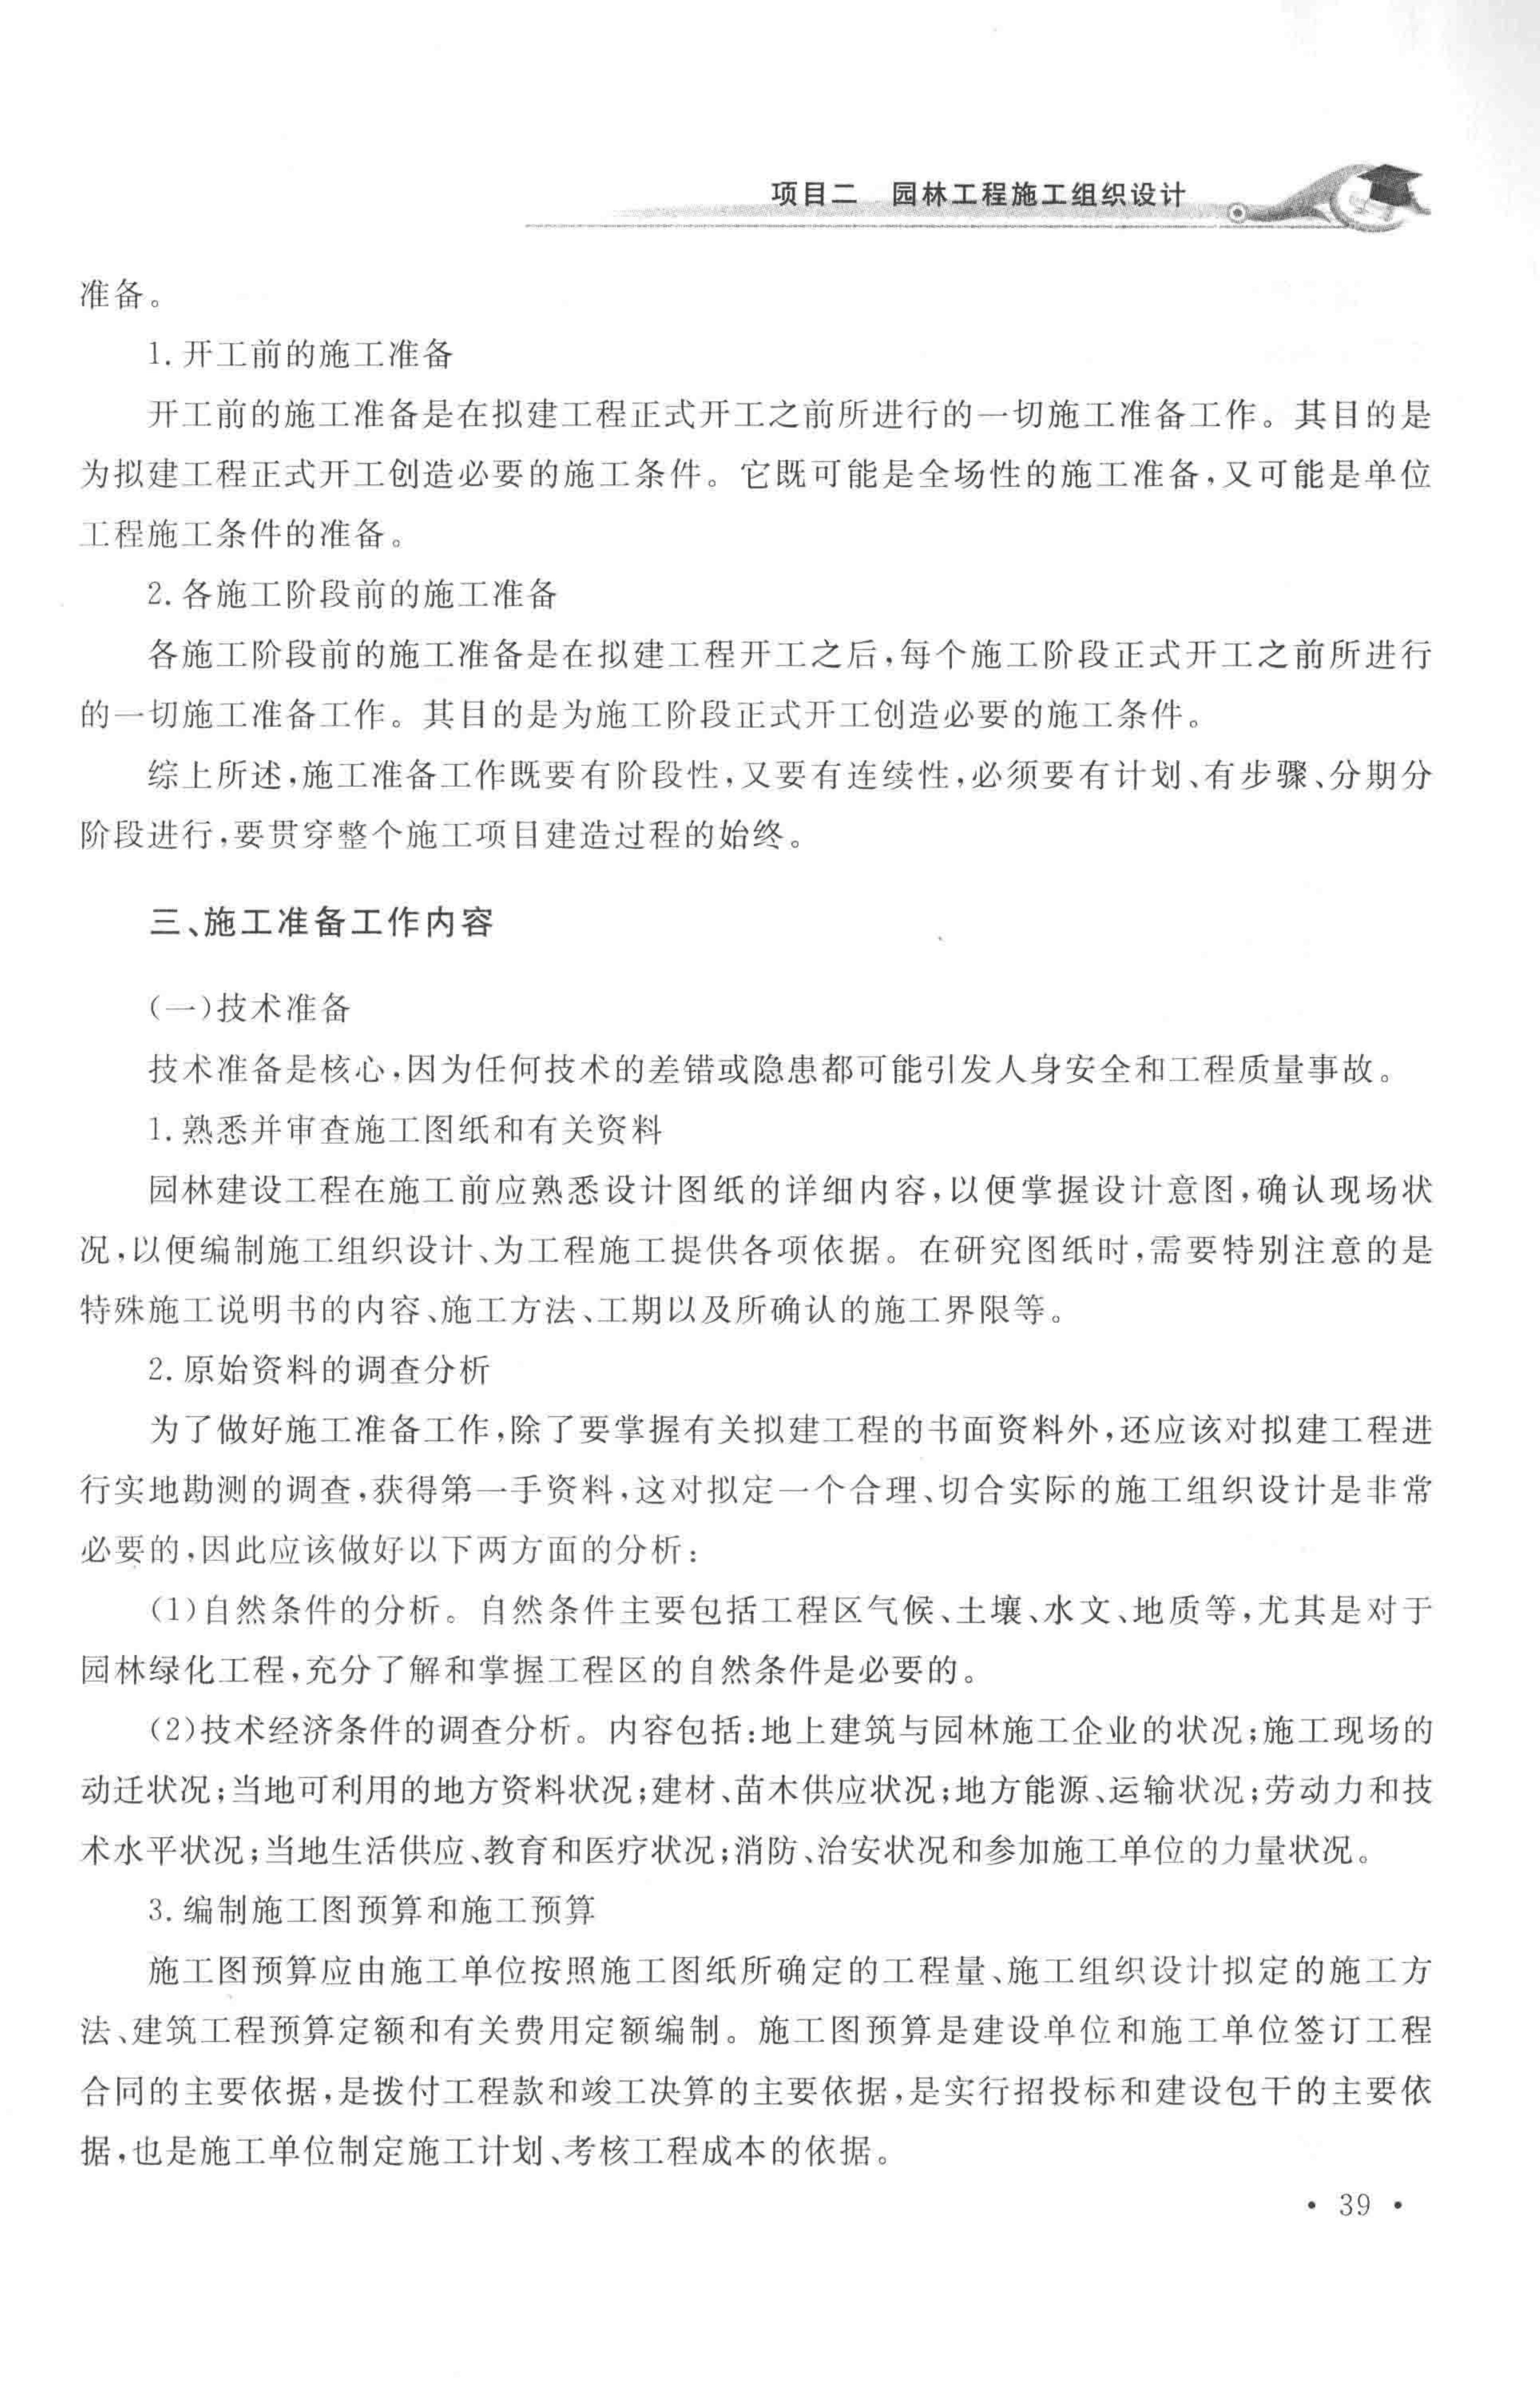 项目二 园林工程施工组织设计
准备。
1. 开工前的施工准备
开工前的施工准备是在拟建工程正式开工之前所进行的一切施工准备工作。其目的是
为拟建工程正式开工创造必要的施工条件。它既可能是全场性的施工准备,又可能是单位
工程施工条件的准备。
2. 各施工阶段前的施工准备
各施工阶段前的施工准备是在拟建工程开工之后,每个施工阶段正式开工之前所进行
的一切施工准备工作。其目的是为施工阶段正式开工创造必要的施工条件。
综上所述,施工准备工作既要有阶段性,又要有连续性,必须要有计划、有步骤、分期分
阶段进行,要贯穿整个施工项目建造过程的始终。
三、施工准备工作内容
(一)技术准备
技术准备是核心,因为任何技术的差错或隐患都可能引发人身安全和工程质量事故。
1. 熟悉并审查施工图纸和有关资料
园林建设工程在施工前应熟悉设计图纸的详细内容,以便掌握设计意图,确认现场状
况,以便编制施工组织设计、为工程施工提供各项依据。在研究图纸时,需要特别注意的是
特殊施工说明书的内容、施工方法、工期以及所确认的施工界限等。
2. 原始资料的调查分析
为了做好施工准备工作,除了要掌握有关拟建工程的书面资料外,还应该对拟建工程进
行实地勘测的调查,获得第一手资料,这对拟定一个合理、切合实际的施工组织设计是非常
必要的,因此应该做好以下两方面的分析:
(1)自然条件的分析。自然条件主要包括工程区气候、土壤、水文、地质等,尤其是对于
园林绿化工程,充分了解和掌握工程区的自然条件是必要的。
(2)技术经济条件的调查分析。内容包括:地上建筑与园林施工企业的状况;施工现场的
动迁状况;当地可利用的地方资料状况;建材、苗木供应状况;地方能源、运输状况;劳动力和技
术水平状况;当地生活供应、教育和医疗状况;消防、治安状况和参加施工单位的力量状况。
3. 编制施工图预算和施工预算
施工图预算应由施工单位按照施工图纸所确定的工程量、施工组织设计拟定的施工方
法、建筑工程预算定额和有关费用定额编制。施工图预算是建设单位和施工单位签订工程
合同的主要依据,是拨付工程款和竣工决算的主要依据,是实行招投标和建设包干的主要依
据,也是施工单位制定施工计划、考核工程成本的依据。
• 39 •